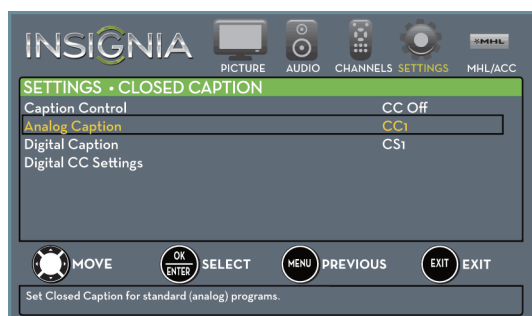 INSIGNIA
PICTURE AUDIO CHANNELS SETTINGS MHL/ACC
MHL
SETTINGS • CLOSED CAPTION
Caption Control CC Off
Analog Caption CC1
Digital Caption CS1
Digital CC Settings
MOVE OK ENTER SELECT MENU PREVIOUS EXIT EXIT
Set Closed Caption for standard (analog) programs.